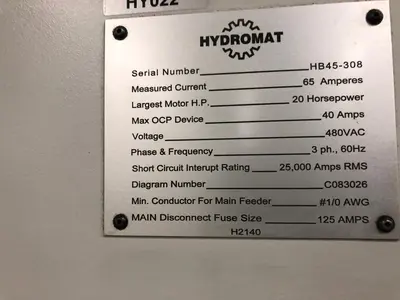 HY022
HYDROMAT
Serial Number HB45-308
Measured Current 65 Amperes
Largest Motor H.P. 20 Horsepower
Max OCP Device 40 Amps
Voltage 480VAC
Phase & Frequency 3 ph., 60Hz
Short Circuit Interupt Rating 25,000 Amps RMS
Diagram Number C083026
Min. Conductor For Main Feeder #1/0 AWG
MAIN Disconnect Fuse Size 125 AMPS
H2140